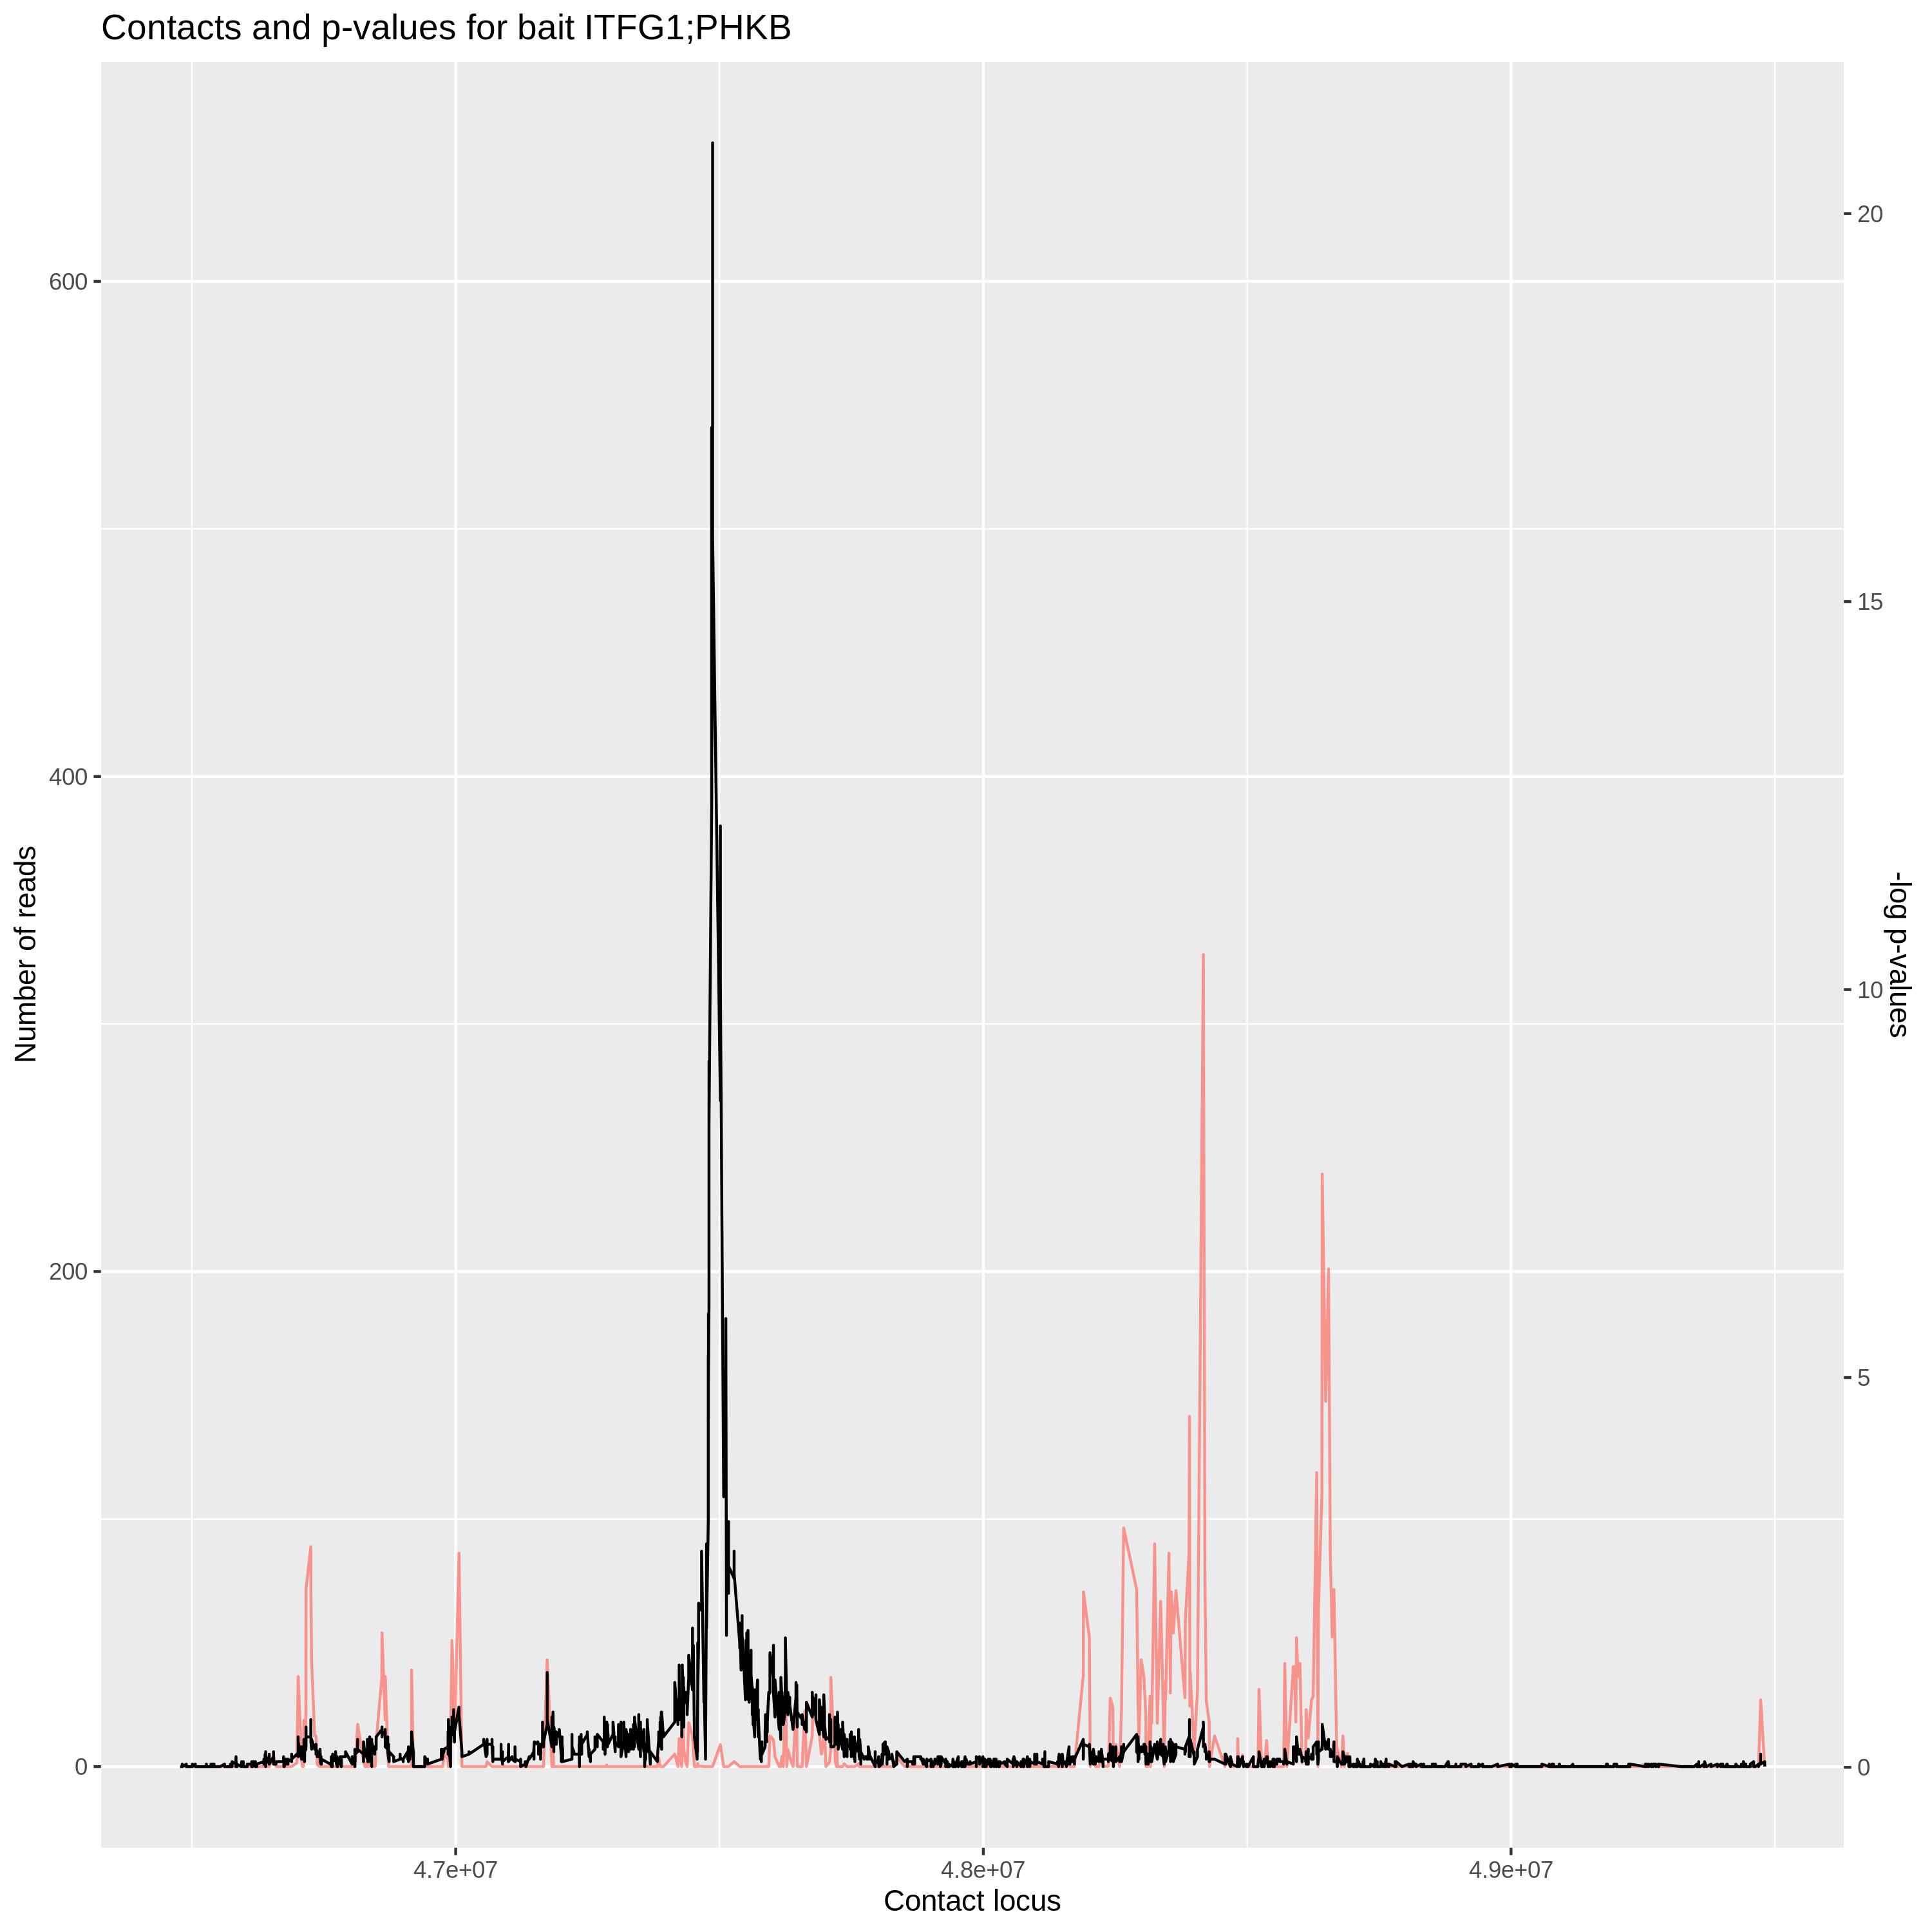 Contacts and p-values for bait ITFG1;PHKB
Number of reads
600
400
200
0
20
15
10
5
0
-log p-values
4.7e+07 4.8e+07 4.9e+07
Contact locus